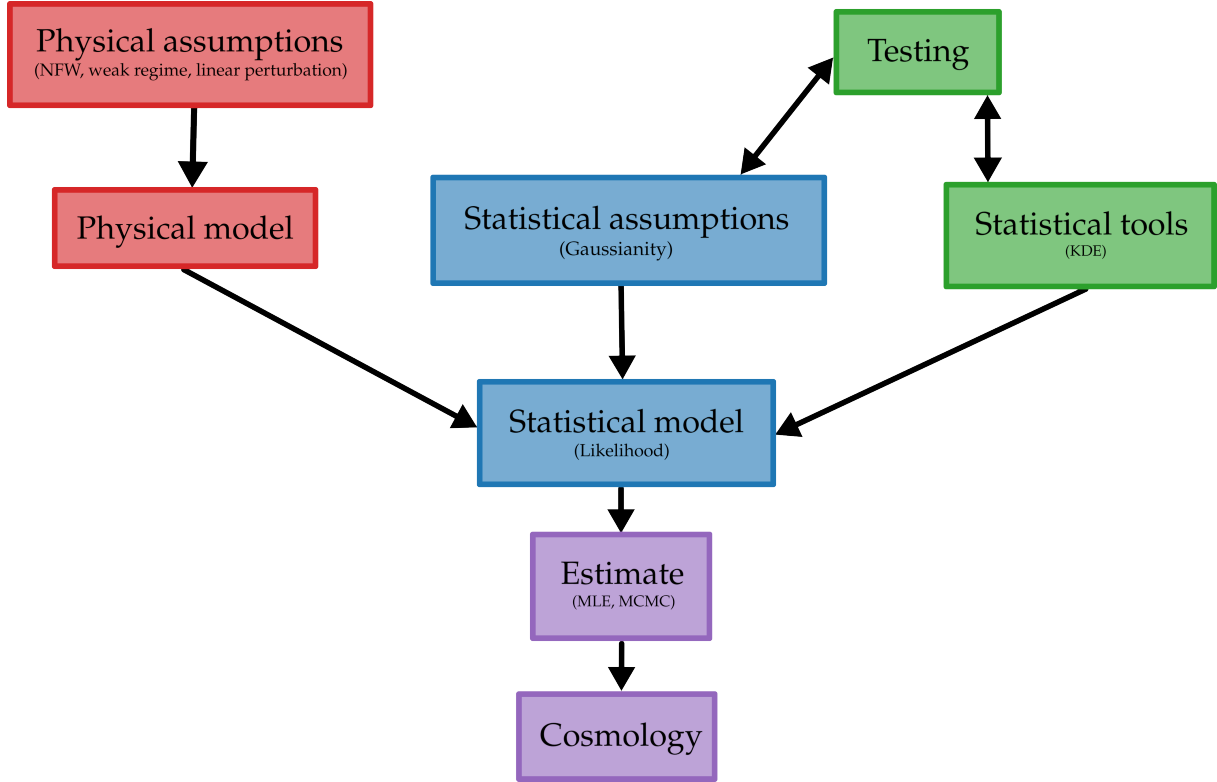 Physical assumptions
(NFW, weak regime, linear perturbation)
Testing
Physical model
Statistical assumptions
(Gaussianity)
Statistical tools
(KDE)
Statistical model
(Likelihood)
Estimate
(MLE, MCMC)
Cosmology